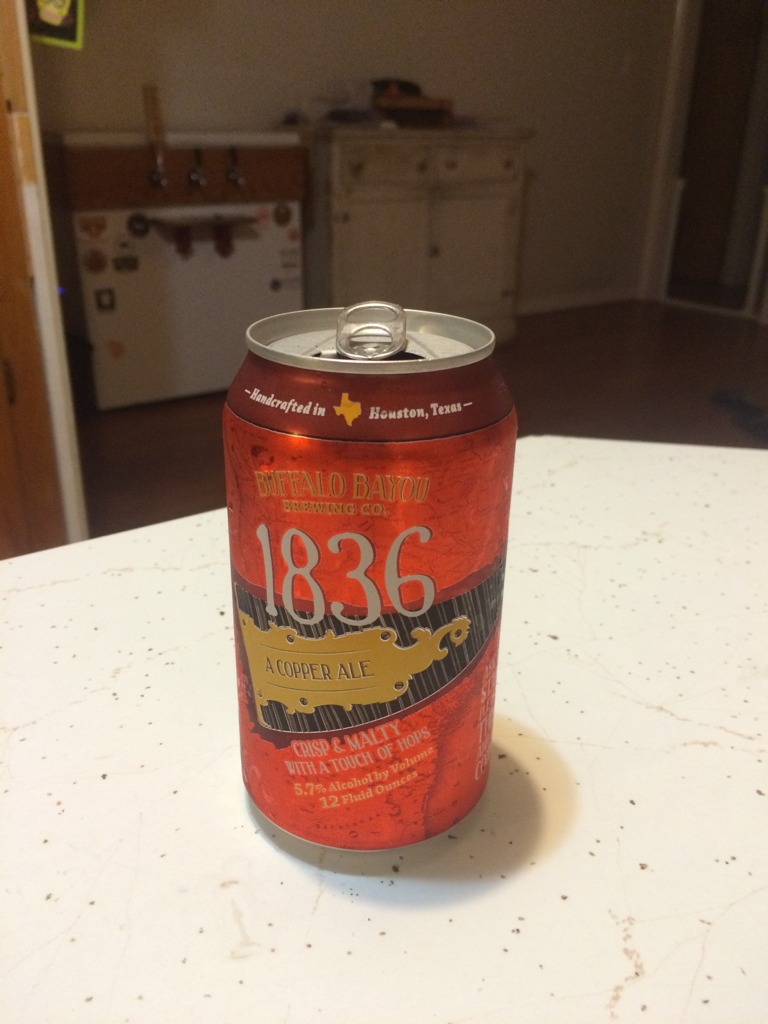 —Handcrafted in Houston, Texas—
BUFFALO BAYOU
BREWING CO.
1836
A COPPER ALE
CRISP & MALTY
WITH A TOUCH OF HOPS
5.7% Alcohol by Volume
12 Fluid Ounces